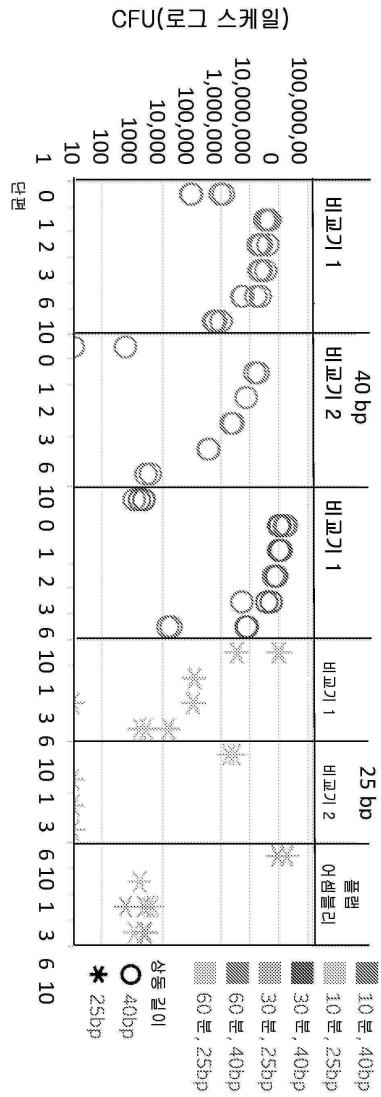 CFU(로그 스케일)
100,000,00
0
10,000,000
1,000,000
100,000
10,000
1000
100
10
1
40 bp
25 bp
비교기 1
비교기 2
비교기 1
비교기 1
비교기 2
플랩
어셈블리
단편
0 1 2 3 6 10 0 1 2 3 6 10 0 1 2 3 6 10 1 3 6 10 1 3 6 10 1 3 6 10
10 분, 40bp
10 분, 25bp
30 분, 40bp
30 분, 25bp
60 분, 40bp
60 분, 25bp
상동 길이
40bp
25bp